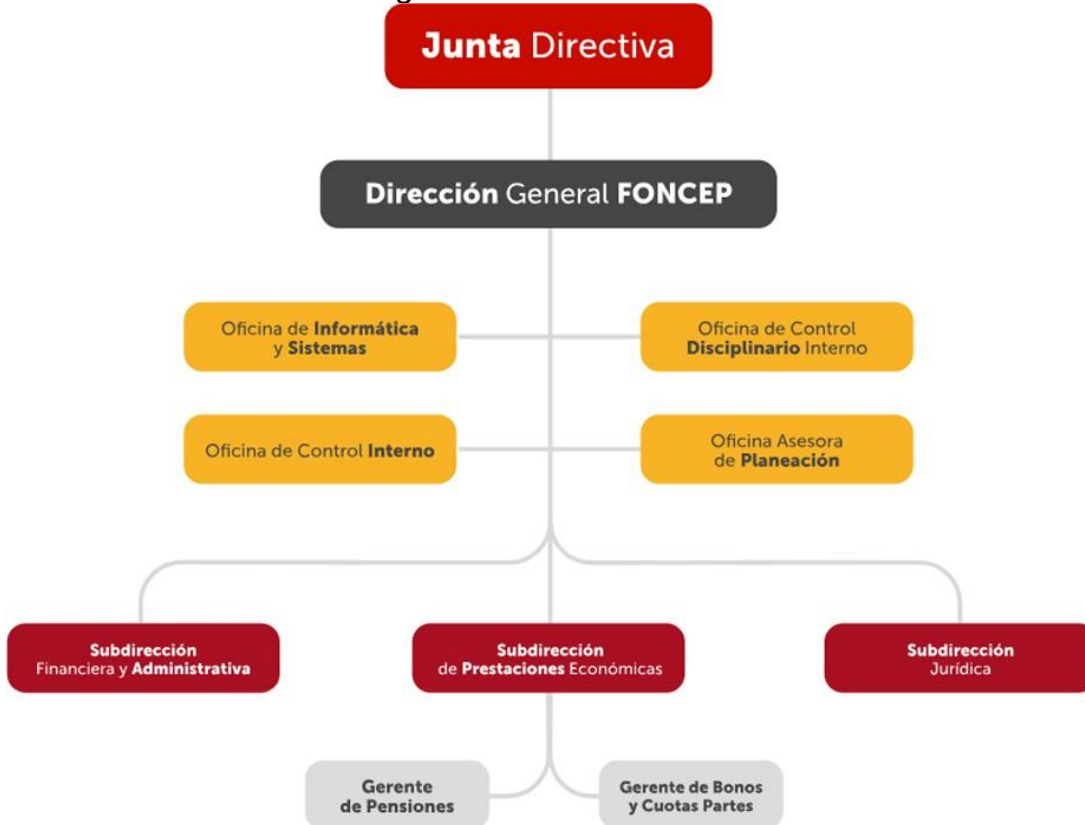 Junta Directiva
Dirección General FONCEP
Oficina de Informática
y Sistemas
Oficina de Control
Disciplinario Interno
Oficina de Control Interno
Oficina Asesora
de Planeación
Subdirección
Financiera y Administrativa
Subdirección
de Prestaciones Económicas
Subdirección
Jurídica
Gerente
de Pensiones
Gerente de Bonos
y Cuotas Partes